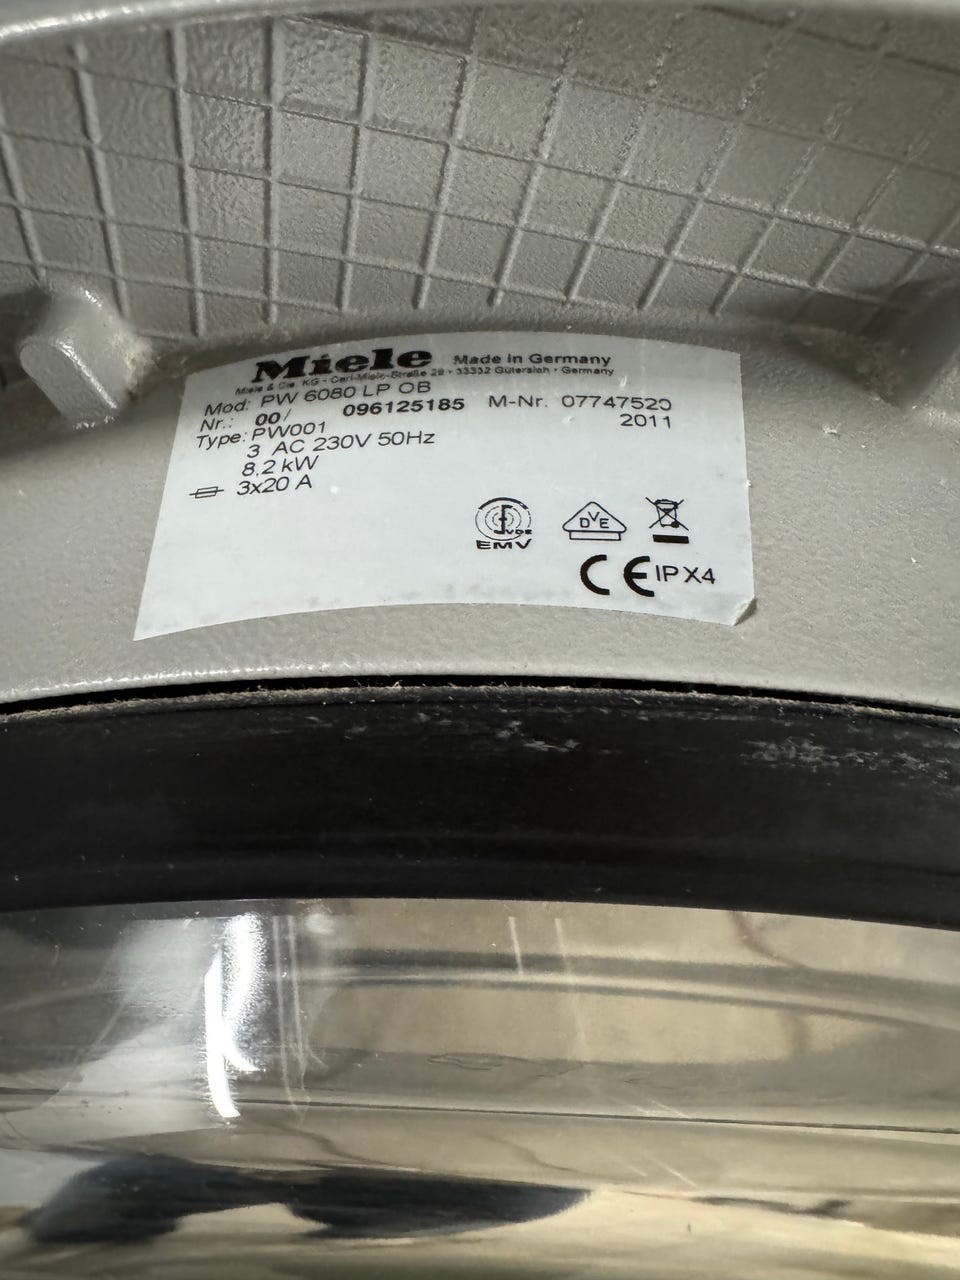 Miele Made in Germany
Miele & Cie. KG - Carl-Miele-Straße 29 - 33332 Gütersloh - Germany
Mod: PW 6080 LP OB
Nr.: 00/ 096125185 M-Nr. 07747520
Type: PW001 2011
3 AC 230V 50Hz
8,2 kW
3x20 A
VDE
EMV
DVE
CE IPX4